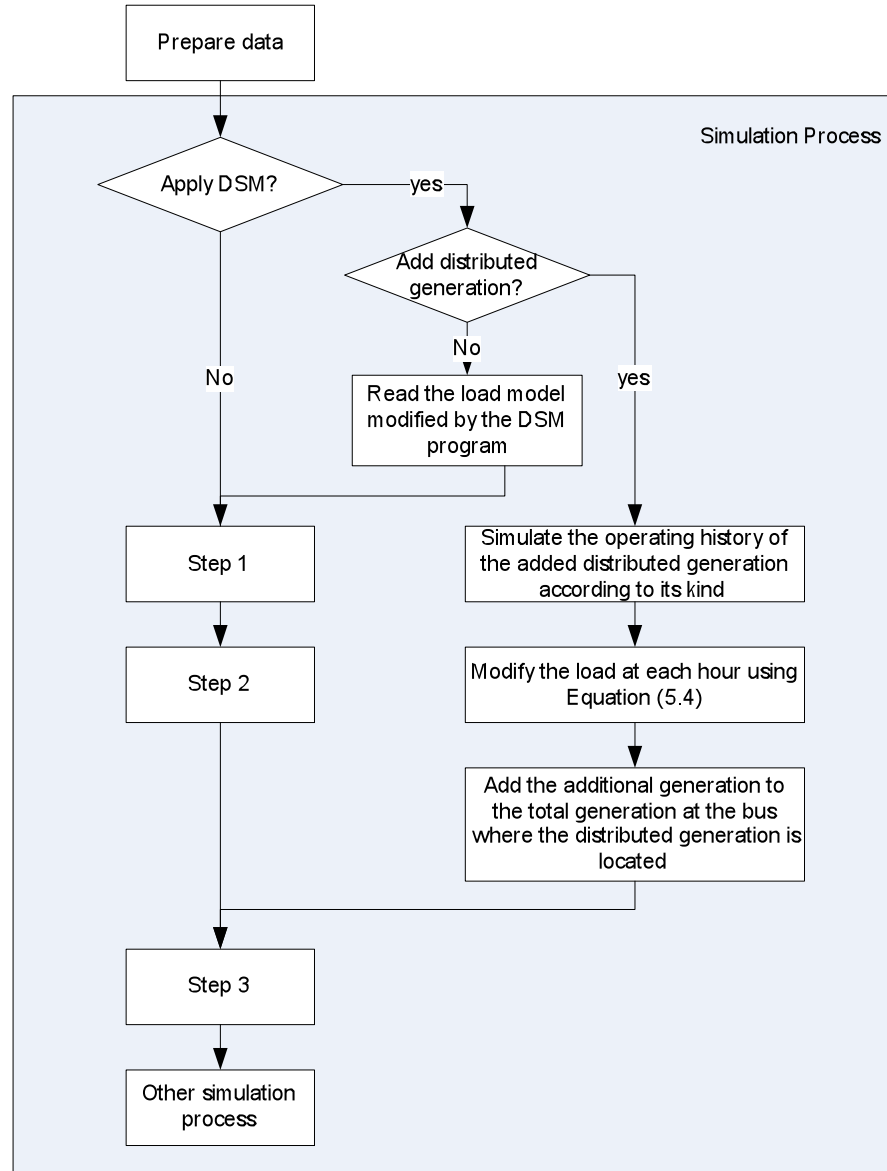 Prepare data
Simulation Process
Apply DSM?
yes
Add distributed
generation?
No
No
yes
Read the load model
modified by the DSM
program
Step 1
Simulate the operating history of
the added distributed generation
according to its kind
Step 2
Modify the load at each hour using
Equation (5.4)
Add the additional generation to
the total generation at the bus
where the distributed generation is
located
Step 3
Other simulation
process